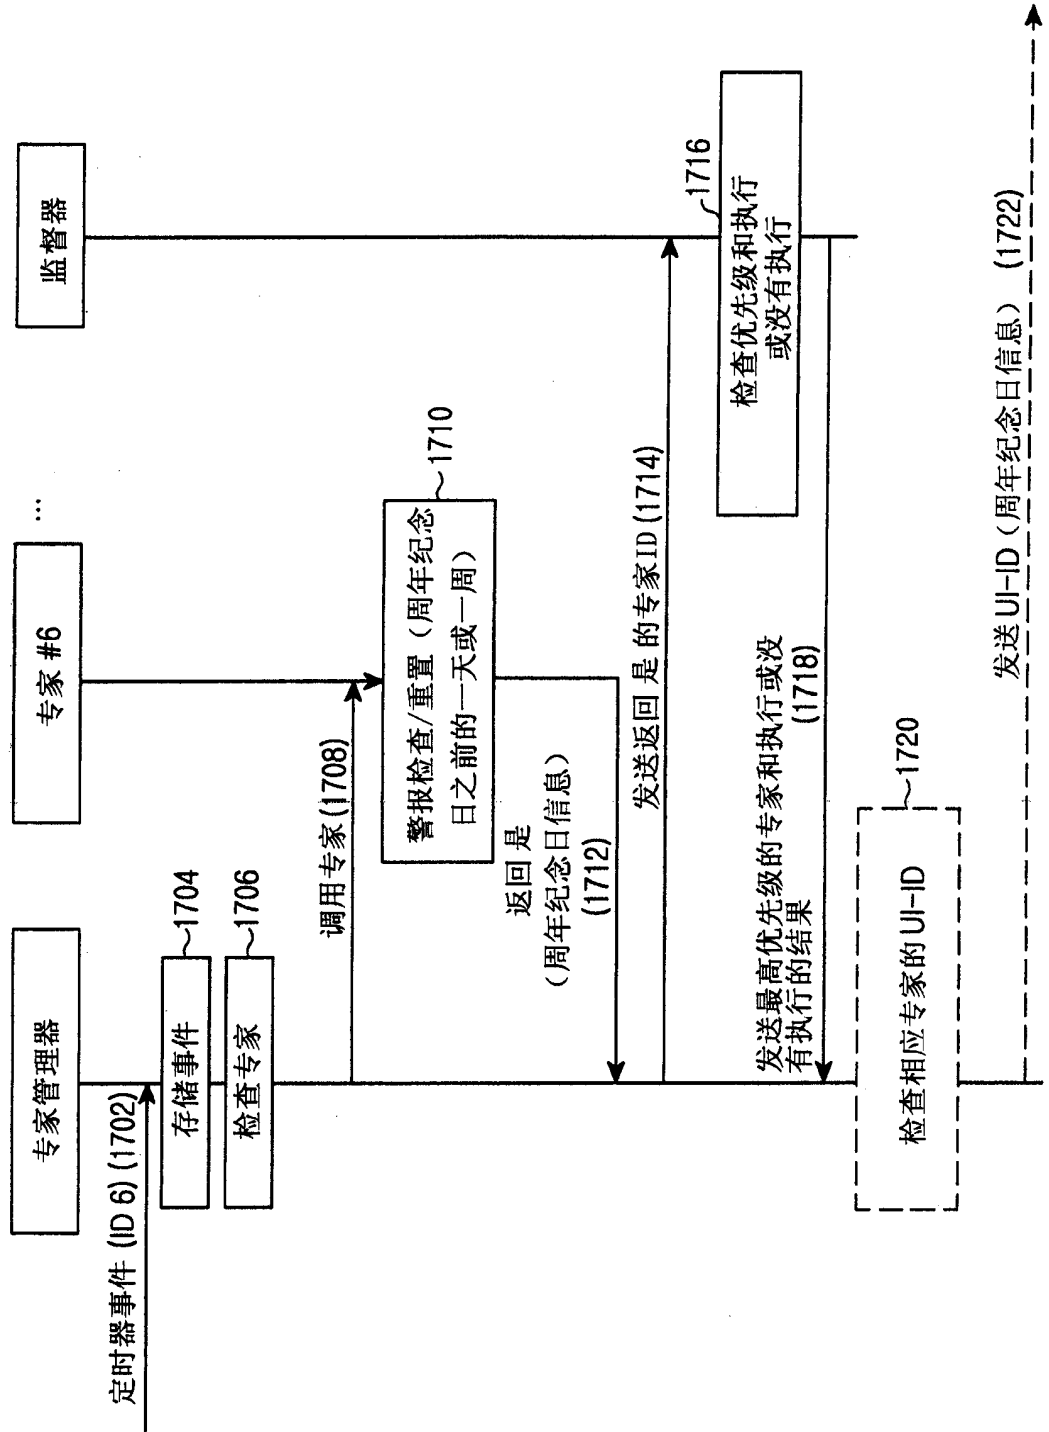 专家管理器
专家 #6
...
监督器
定时器事件 (ID 6) (1702)
存储事件
1704
检查专家
1706
调用专家 (1708)
警报检查/重置（周年纪念
日之前的一天或一周）
1710
返回 是
（周年纪念日信息）
(1712)
发送返回 是 的专家 ID (1714)
检查优先级和执行
或没有执行
1716
发送最高优先级的专家和执行或没
有执行的结果
(1718)
检查相应专家的 UI-ID
1720
发送 UI-ID（周年纪念日信息） (1722)